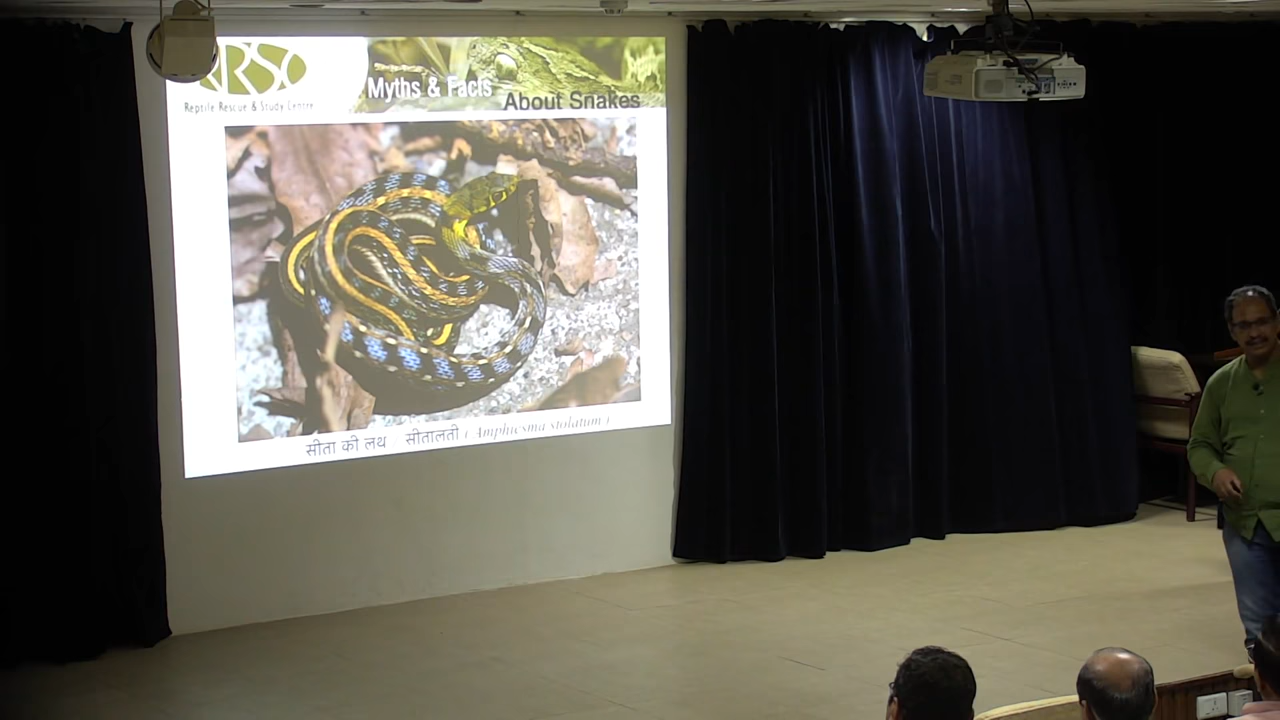 RRSC
Reptile Rescue & Study Centre
Myths & Facts
About Snakes
सीता की लथ / सीतालती ( Amphiesma stolatum )